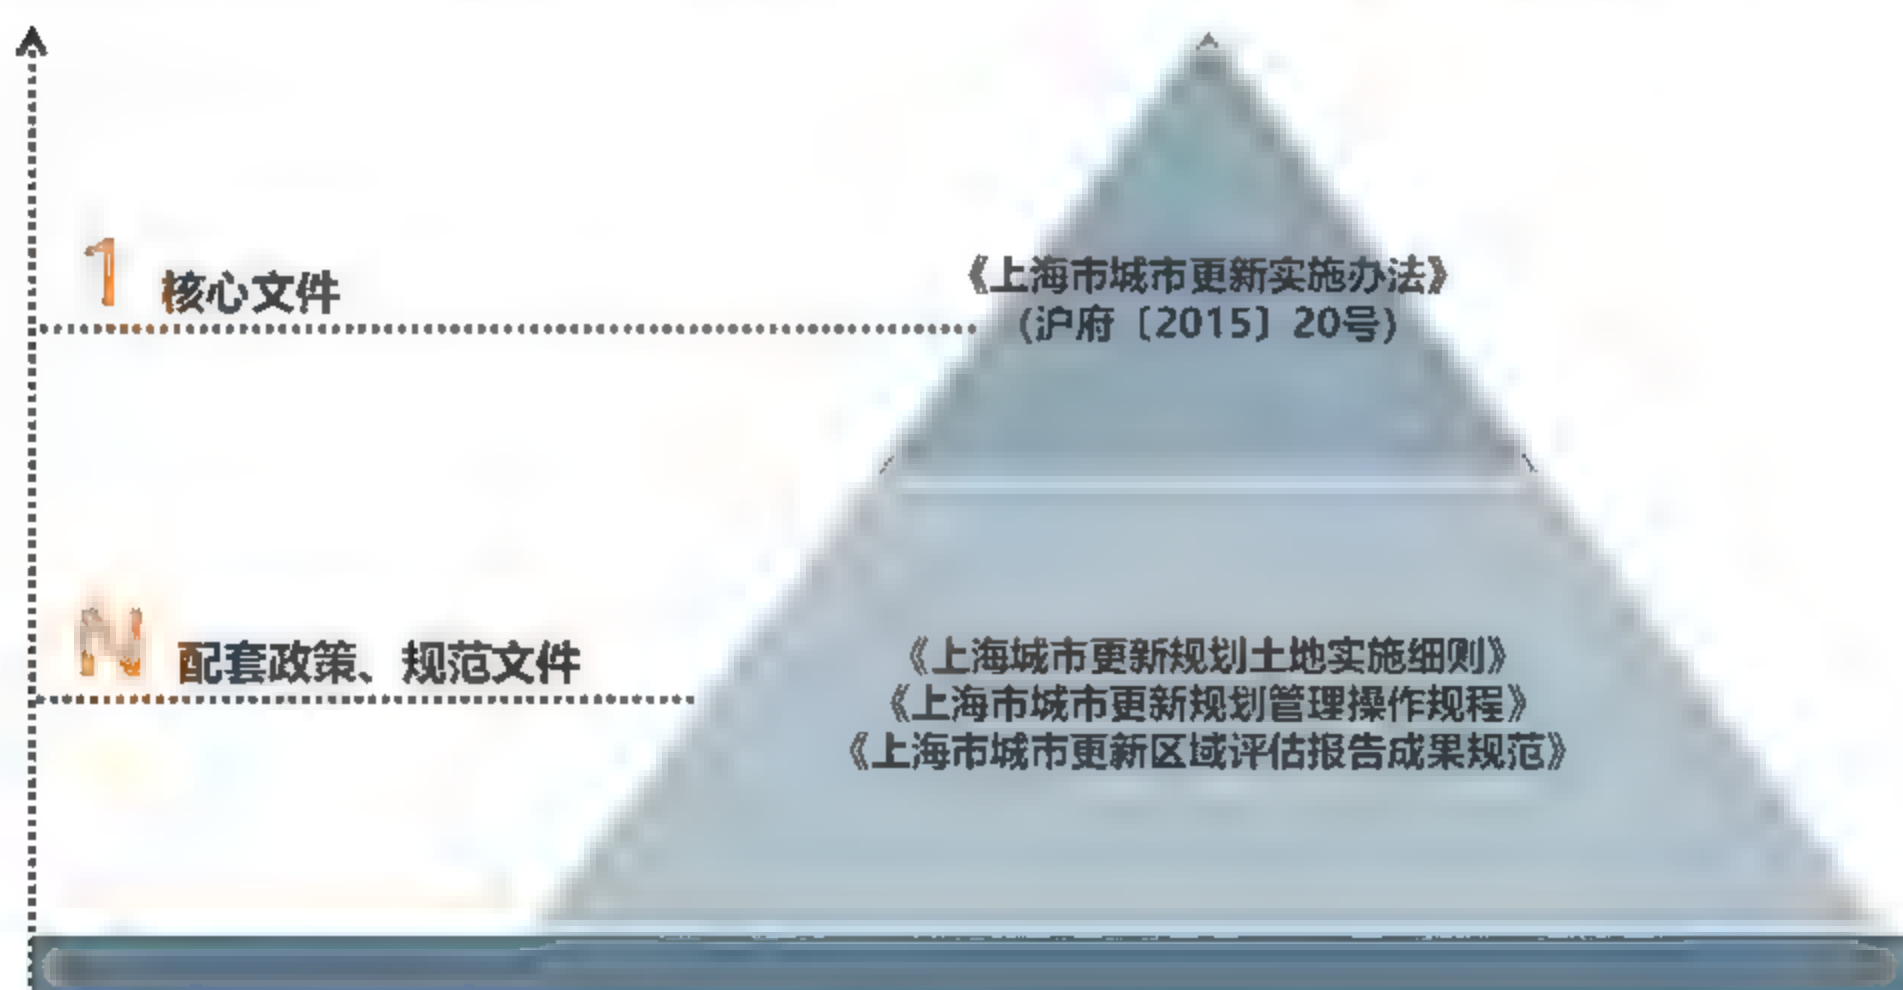 1 核心文件
《上海市城市更新实施办法》
(沪府〔2015〕20号)
N 配套政策、规范文件
《上海城市更新规划土地实施细则》
《上海市城市更新规划管理操作规程》
《上海市城市更新区域评估报告成果规范》